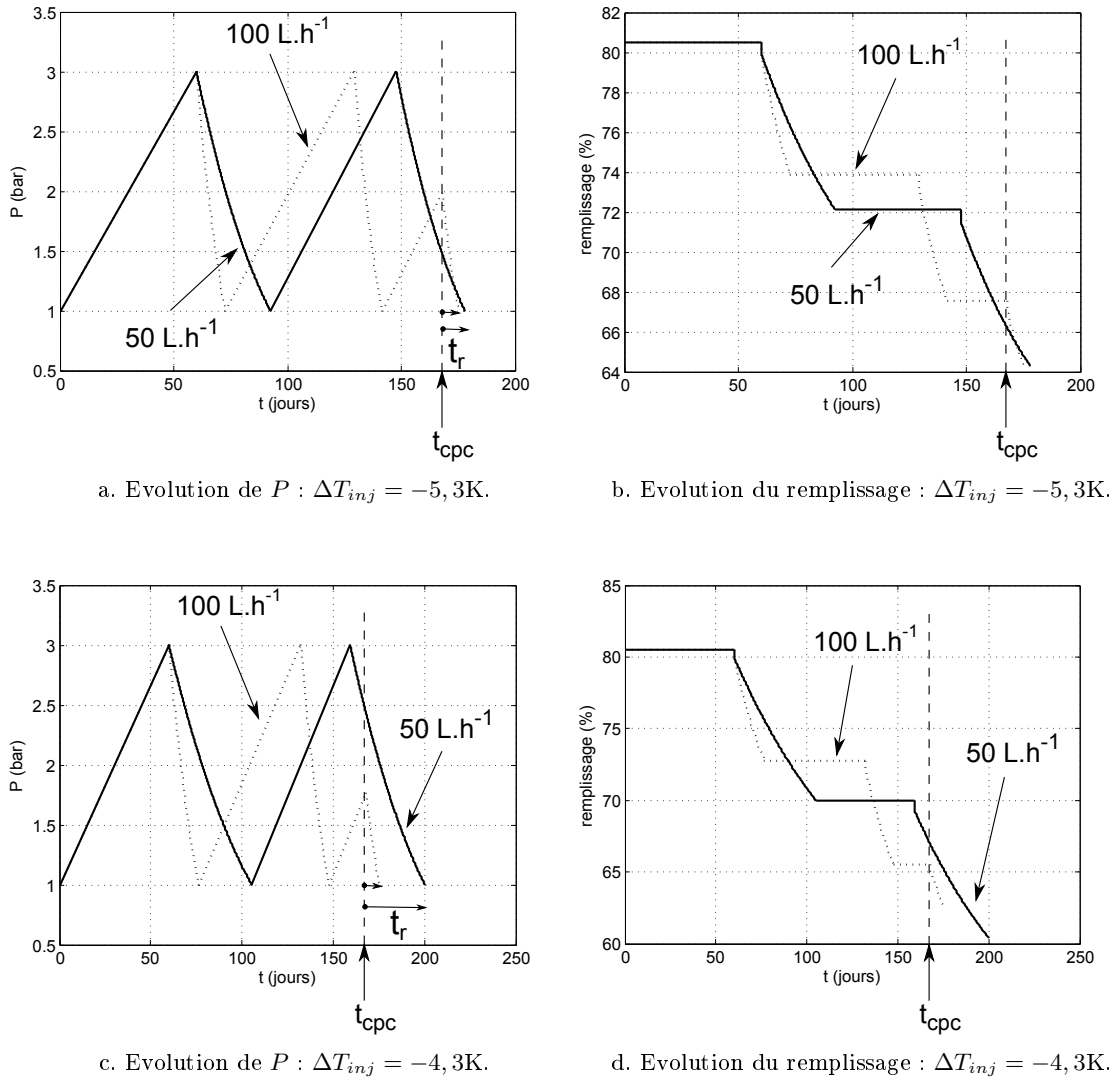 3.5
3
2.5
2
1.5
1
0.5
P (bar)
100 L.h-1
50 L.h-1
tr
0 50 100 150 200
t (jours)
tcpc
a. Evolution de P : ΔTinj = −5, 3K.
82
80
78
76
74
72
70
68
66
64
remplissage (%)
100 L.h-1
50 L.h-1
0 50 100 150 200
t (jours)
tcpc
b. Evolution du remplissage : ΔTinj = −5, 3K.
3.5
3
2.5
2
1.5
1
0.5
P (bar)
100 L.h-1
50 L.h-1
tr
0 50 100 150 200 250
t (jours)
tcpc
c. Evolution de P : ΔTinj = −4, 3K.
85
80
75
70
65
60
remplissage (%)
100 L.h-1
50 L.h-1
0 50 100 150 200 250
t (jours)
tcpc
d. Evolution du remplissage : ΔTinj = −4, 3K.